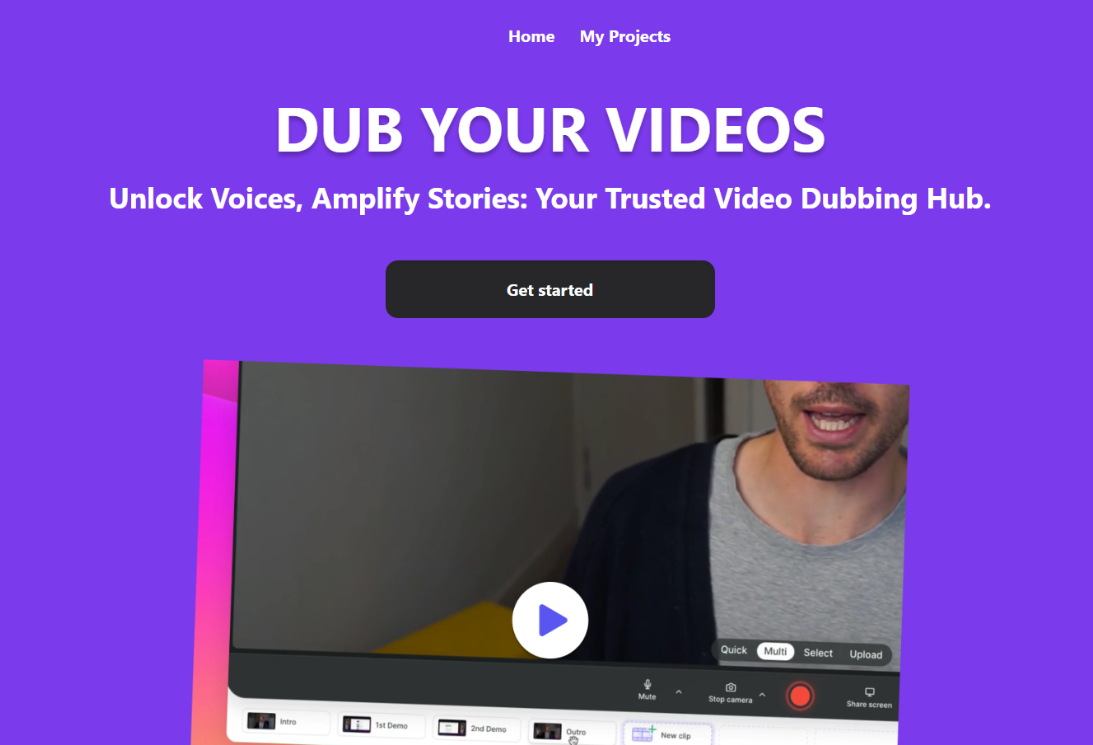 Home My Projects
DUB YOUR VIDEOS
Unlock Voices, Amplify Stories: Your Trusted Video Dubbing Hub.
Get started
Quick Multi Select Upload
Mute Stop camera Share screen
Intro 1st Demo 2nd Demo Outro New clip